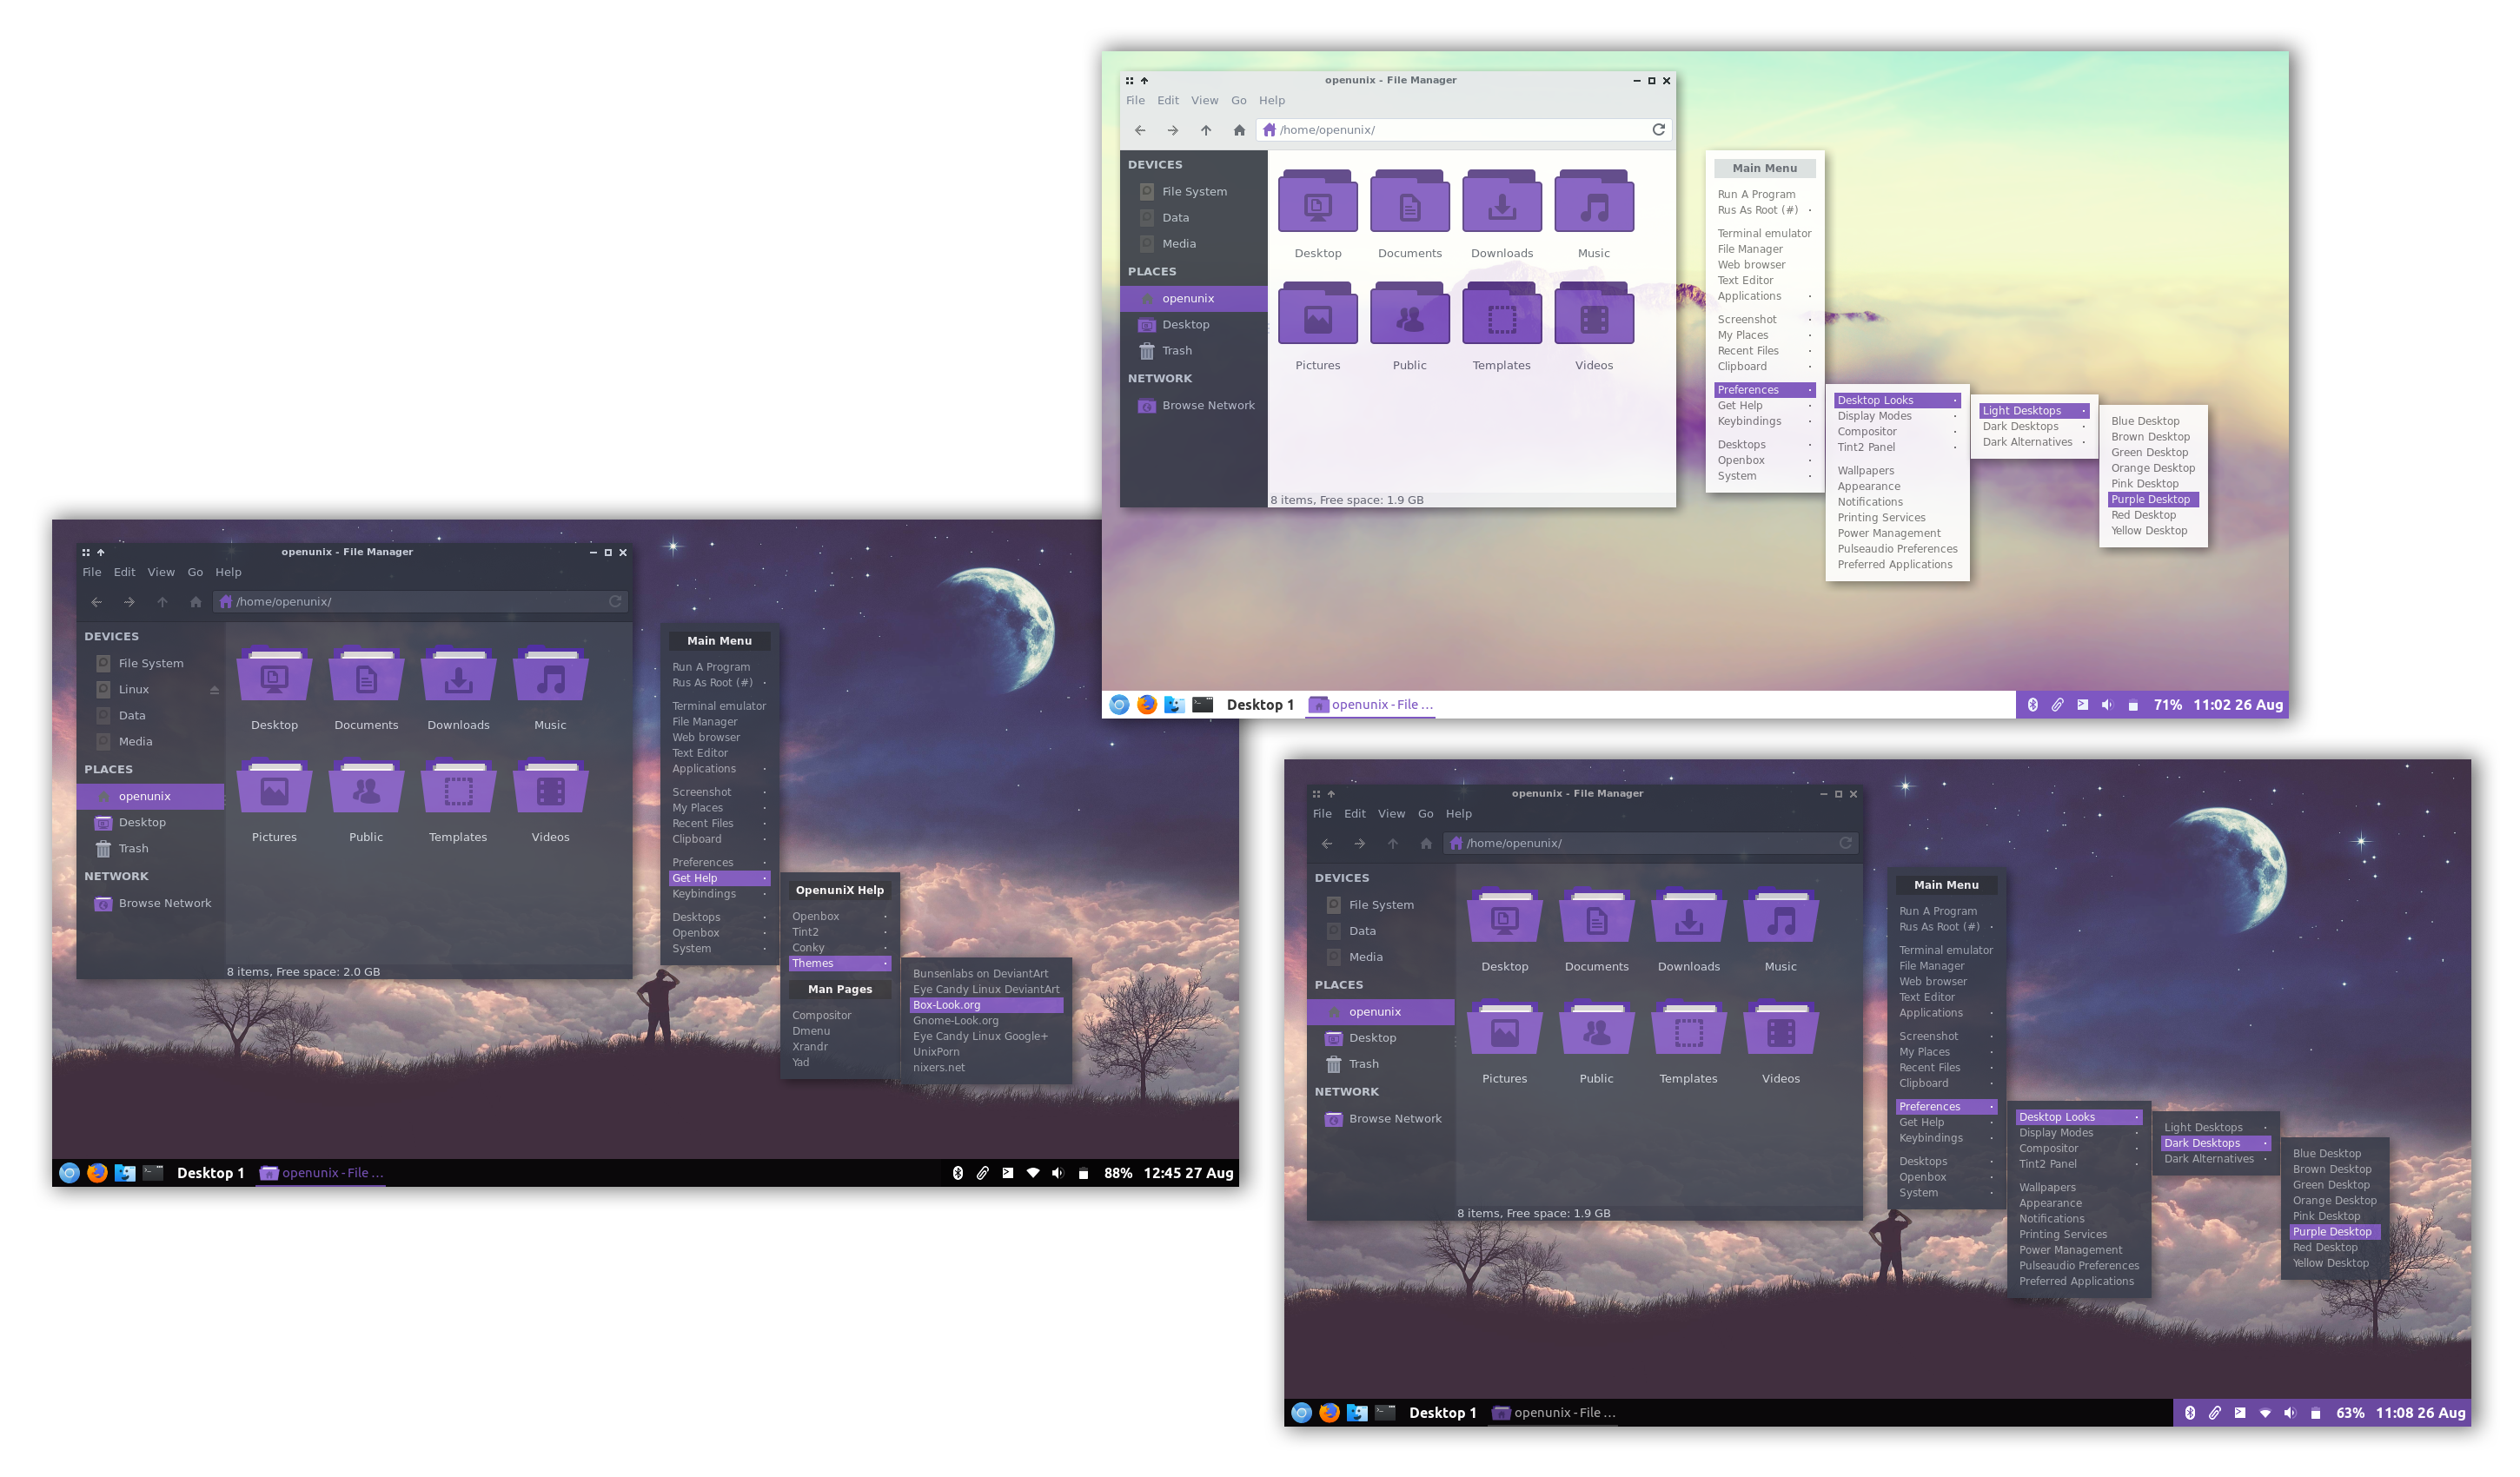 openunix - File Manager
File Edit View Go Help
/home/openunix/
DEVICES
File System
Data
Media
PLACES
openunix
Desktop
Trash
NETWORK
Browse Network
Desktop Documents Downloads Music
Pictures Public Templates Videos
8 items, Free space: 1.9 GB
Main Menu
Run A Program
Rus As Root (#)
Terminal emulator
File Manager
Web browser
Text Editor
Applications
Screenshot
My Places
Recent Files
Clipboard
Preferences
Get Help
Keybindings
Desktops
Openbox
System
Desktop Looks
Display Modes
Compositor
Tint2 Panel
Wallpapers
Appearance
Notifications
Printing Services
Power Management
Pulseaudio Preferences
Preferred Applications
Light Desktops
Dark Desktops
Dark Alternatives
Blue Desktop
Brown Desktop
Green Desktop
Orange Desktop
Pink Desktop
Purple Desktop
Red Desktop
Yellow Desktop
Desktop 1 openunix - File ... 71% 11:02 26 Aug
openunix - File Manager
File Edit View Go Help
/home/openunix/
DEVICES
File System
Linux
Data
Media
PLACES
openunix
Desktop
Trash
NETWORK
Browse Network
Desktop Documents Downloads Music
Pictures Public Templates Videos
8 items, Free space: 2.0 GB
Main Menu
Run A Program
Rus As Root (#)
Terminal emulator
File Manager
Web browser
Text Editor
Applications
Screenshot
My Places
Recent Files
Clipboard
Preferences
Get Help
Keybindings
Desktops
Openbox
System
OpenuniX Help
Openbox
Tint2
Conky
Themes
Man Pages
Compositor
Dmenu
Xrandr
Yad
Bunsenlabs on DeviantArt
Eye Candy Linux DeviantArt
Box-Look.org
Gnome-Look.org
Eye Candy Linux Google+
UnixPorn
nixers.net
Desktop 1 openunix - File ... 88% 12:45 27 Aug
openunix - File Manager
File Edit View Go Help
/home/openunix/
DEVICES
File System
Data
Media
PLACES
openunix
Desktop
Trash
NETWORK
Browse Network
Desktop Documents Downloads Music
Pictures Public Templates Videos
8 items, Free space: 1.9 GB
Main Menu
Run A Program
Rus As Root (#)
Terminal emulator
File Manager
Web browser
Text Editor
Applications
Screenshot
My Places
Recent Files
Clipboard
Preferences
Get Help
Keybindings
Desktops
Openbox
System
Desktop Looks
Display Modes
Compositor
Tint2 Panel
Wallpapers
Appearance
Notifications
Printing Services
Power Management
Pulseaudio Preferences
Preferred Applications
Light Desktops
Dark Desktops
Dark Alternatives
Blue Desktop
Brown Desktop
Green Desktop
Orange Desktop
Pink Desktop
Purple Desktop
Red Desktop
Yellow Desktop
Desktop 1 openunix - File ... 63% 11:08 26 Aug